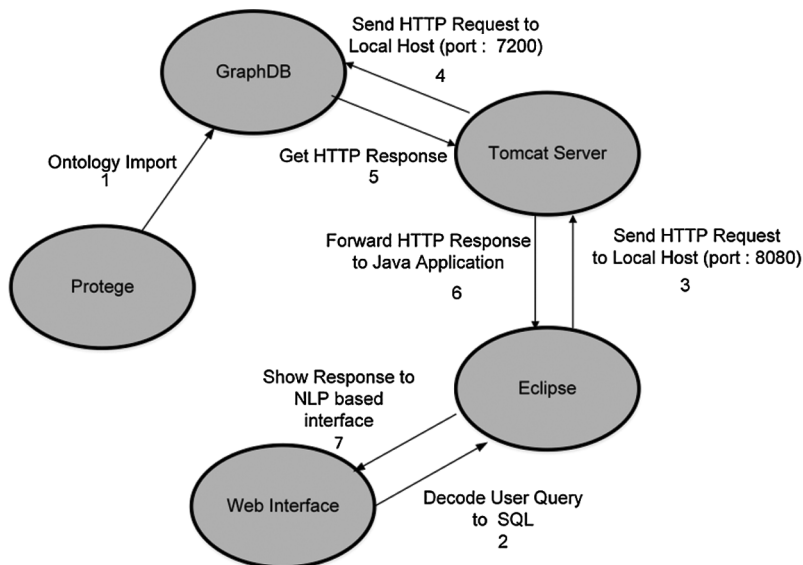 Send HTTP Request to
Local Host (port :  7200)
4
GraphDB
Tomcat Server
Ontology Import
1
Get HTTP Response
5
Forward HTTP Response
to Java Application
6
Send HTTP Request
to Local Host (port : 8080)
3
Protege
Show Response to
NLP based
interface
7
Eclipse
Web Interface
Decode User Query
to  SQL
2